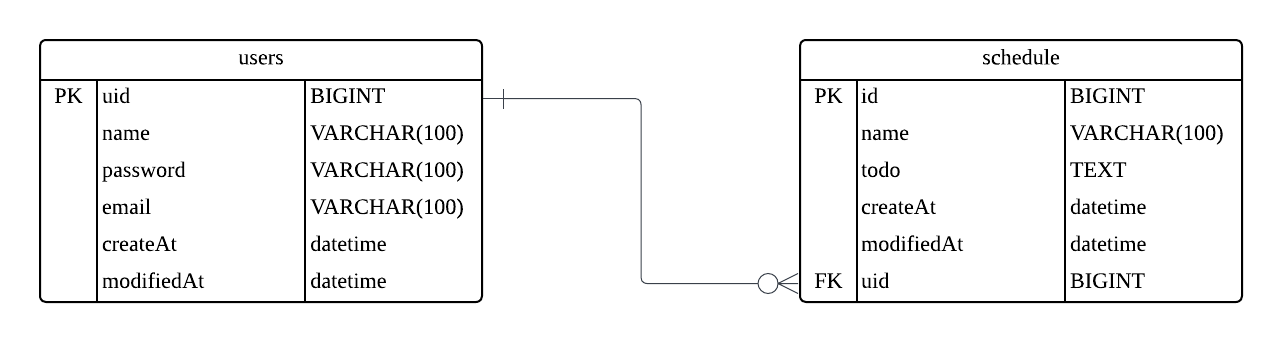 users
PK uid BIGINT
name VARCHAR(100)
password VARCHAR(100)
email VARCHAR(100)
createAt datetime
modifiedAt datetime
schedule
PK id BIGINT
name VARCHAR(100)
todo TEXT
createAt datetime
modifiedAt datetime
FK uid BIGINT